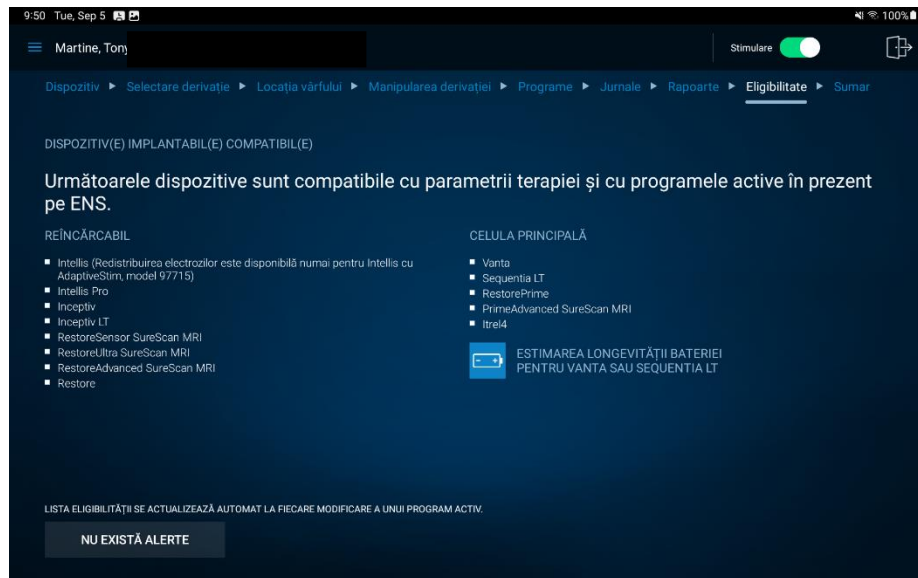 9:50 Tue, Sep 5 100%
Martine, Tony
Stimulare
Dispozitiv ► Selectare derivație ► Locația vârfului ► Manipularea derivației ► Programe ► Jurnale ► Rapoarte ► Eligibilitate ► Sumar
DISPOZITIV(E) IMPLANTABIL(E) COMPATIBIL(E)
Următoarele dispozitive sunt compatibile cu parametrii terapiei și cu programele active în prezent
pe ENS.
REÎNCĂRCABIL
Intellis (Redistribuirea electrozilor este disponibilă numai pentru Intellis cu
AdaptiveStim, model 97715)
Intellis Pro
Inceptiv
Inceptiv LT
RestoreSensor SureScan MRI
RestoreUltra SureScan MRI
RestoreAdvanced SureScan MRI
Restore
CELULA PRINCIPALĂ
Vanta
Sequentia LT
RestorePrime
PrimeAdvanced SureScan MRI
Itrel4
ESTIMAREA LONGEVITĂȚII BATERIEI
PENTRU VANTA SAU SEQUENTIA LT
LISTA ELIGIBILITĂȚII SE ACTUALIZEAZĂ AUTOMAT LA FIECARE MODIFICARE A UNUI PROGRAM ACTIV.
NU EXISTĂ ALERTE